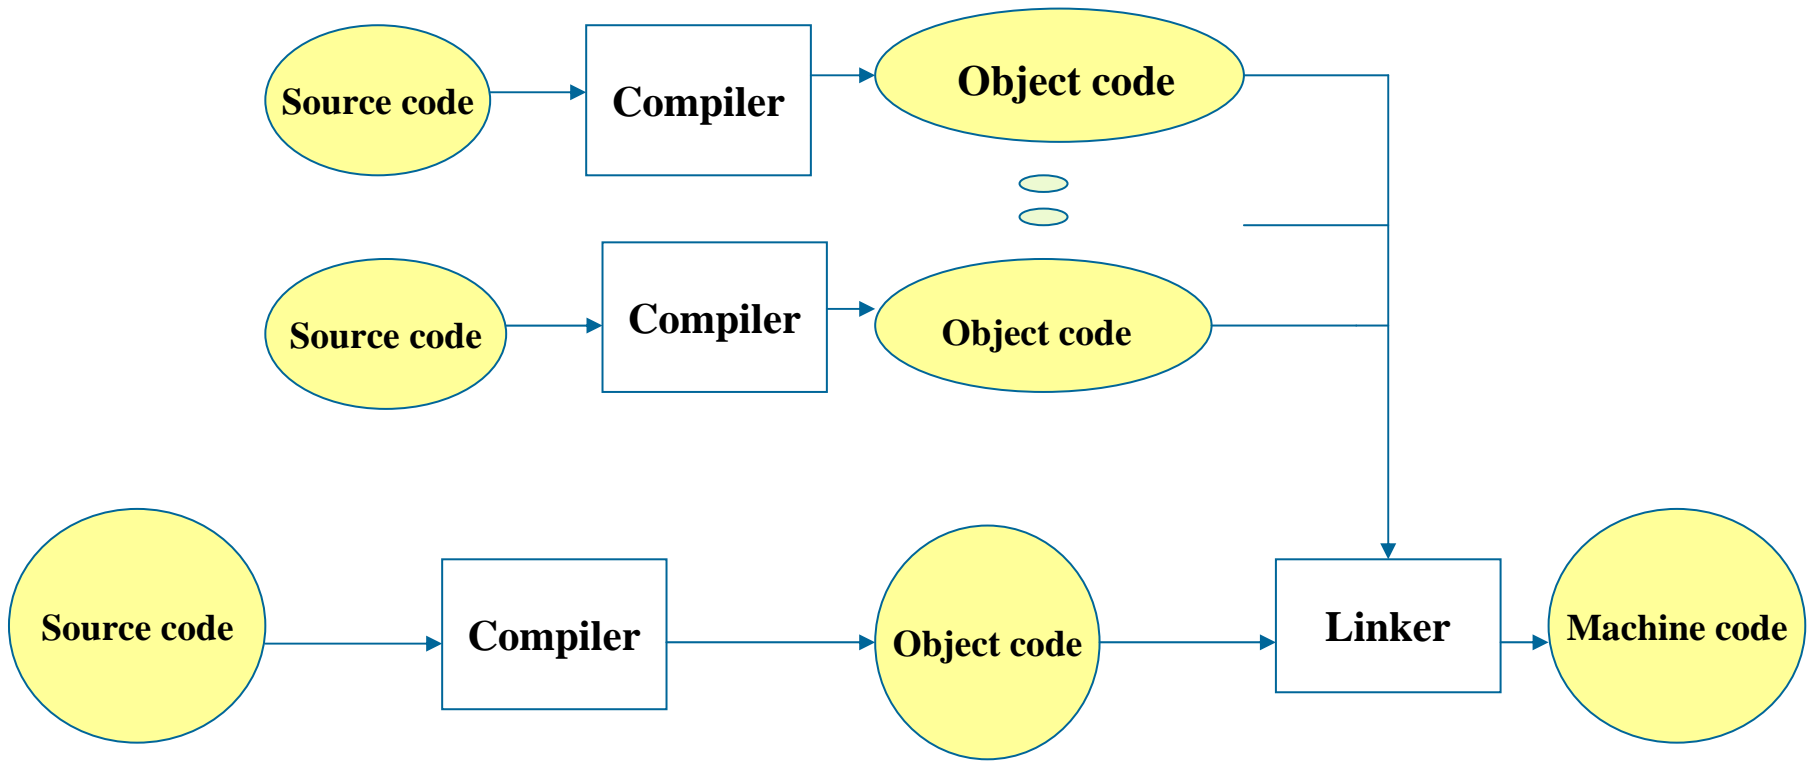 Source code
Compiler
Object code
Source code
Compiler
Object code
Source code
Compiler
Object code
Linker
Machine code